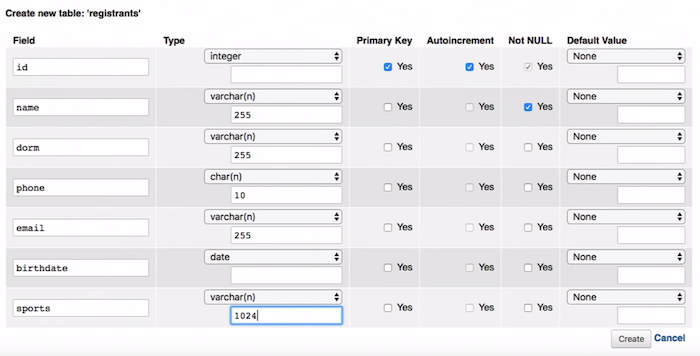 Create new table: 'registrants'
Field Type Primary Key Autoincrement Not NULL Default Value
id integer Yes Yes Yes None
name varchar(n) Yes Yes Yes None
255
dorm varchar(n) Yes Yes Yes None
255
phone char(n) Yes Yes Yes None
10
email varchar(n) Yes Yes Yes None
255
birthdate date Yes Yes Yes None
sports varchar(n) Yes Yes Yes None
1024
Create Cancel